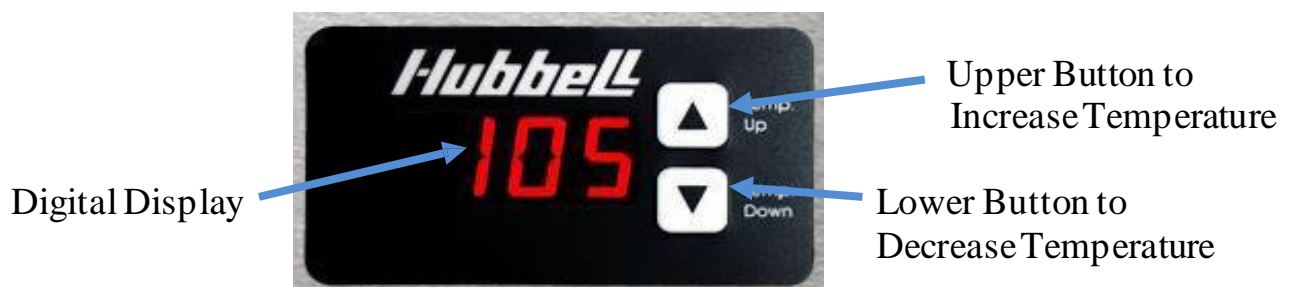 Hubbell
105
Up
Down
Digital Display
Upper Button to
Increase Temperature
Lower Button to
Decrease Temperature